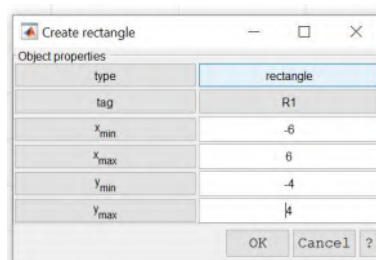 Create rectangle
Object properties
type rectangle
tag R1
xmin -6
xmax 6
ymin -4
ymax 4
OK Cancel ?